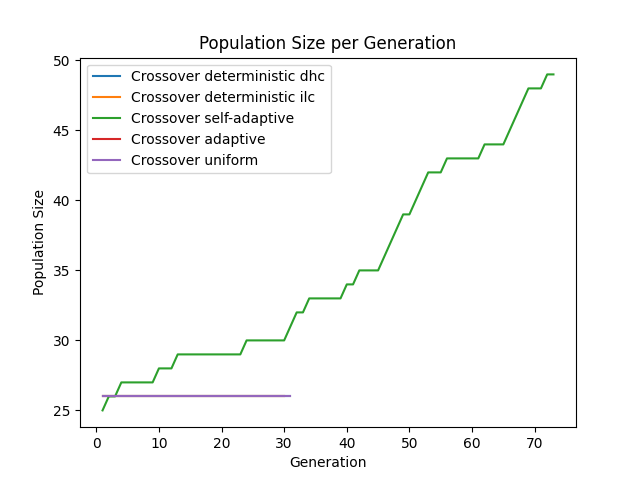 Population Size per Generation
Crossover deterministic dhc
Crossover deterministic ilc
Crossover self-adaptive
Crossover adaptive
Crossover uniform
50
45
40
35
30
25
Population Size
0 10 20 30 40 50 60 70
Generation